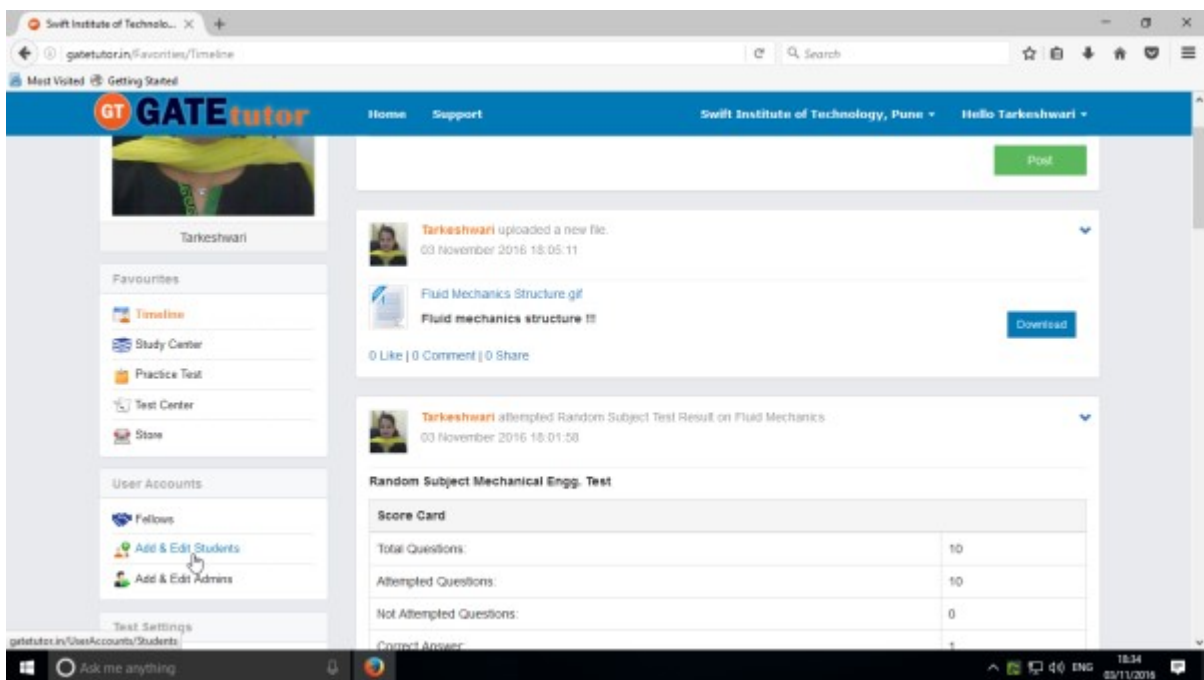 Swift Institute of Technolo...
gatetutor.in/Favorities/Timeline
Search
Most Visited Getting Started
GT GATEtutor Home Support Swift Institute of Technology, Pune Hello Tarkeshwari
Post
Tarkeshwari
Favourites
Timeline
Study Center
Practice Test
Test Center
Store
User Accounts
Fellows
Add & Edit Students
Add & Edit Admins
Test Settings
Tarkeshwari uploaded a new file.
03 November 2016 18:05:11
Fluid Mechanics Structure.gif
Fluid mechanics structure !!!
Download
0 Like | 0 Comment | 0 Share
Tarkeshwari attempted Random Subject Test Result on Fluid Mechanics
03 November 2016 18:01:58
Random Subject Mechanical Engg. Test
Score Card
Total Questions: 10
Attempted Questions: 10
Not Attempted Questions: 0
Correct Answer: 1
gatetutor.in/UserAccounts/Students
Ask me anything
ENG
18:34
03/11/2016